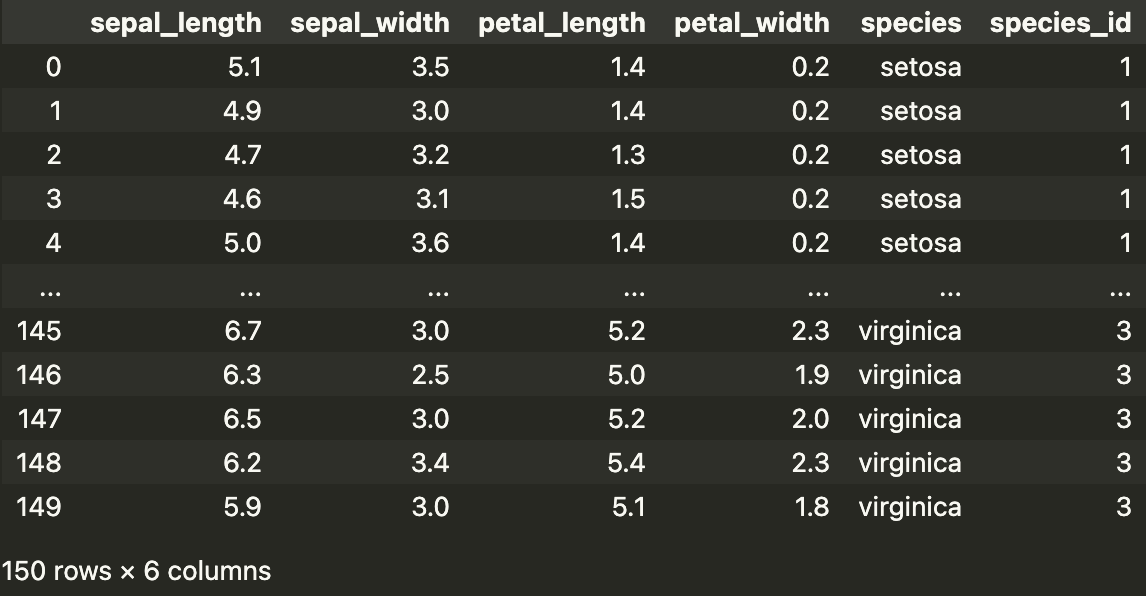 sepal_length sepal_width petal_length petal_width species species_id
0 5.1 3.5 1.4 0.2 setosa 1
1 4.9 3.0 1.4 0.2 setosa 1
2 4.7 3.2 1.3 0.2 setosa 1
3 4.6 3.1 1.5 0.2 setosa 1
4 5.0 3.6 1.4 0.2 setosa 1
... ... ... ... ... ... ...
145 6.7 3.0 5.2 2.3 virginica 3
146 6.3 2.5 5.0 1.9 virginica 3
147 6.5 3.0 5.2 2.0 virginica 3
148 6.2 3.4 5.4 2.3 virginica 3
149 5.9 3.0 5.1 1.8 virginica 3
150 rows × 6 columns